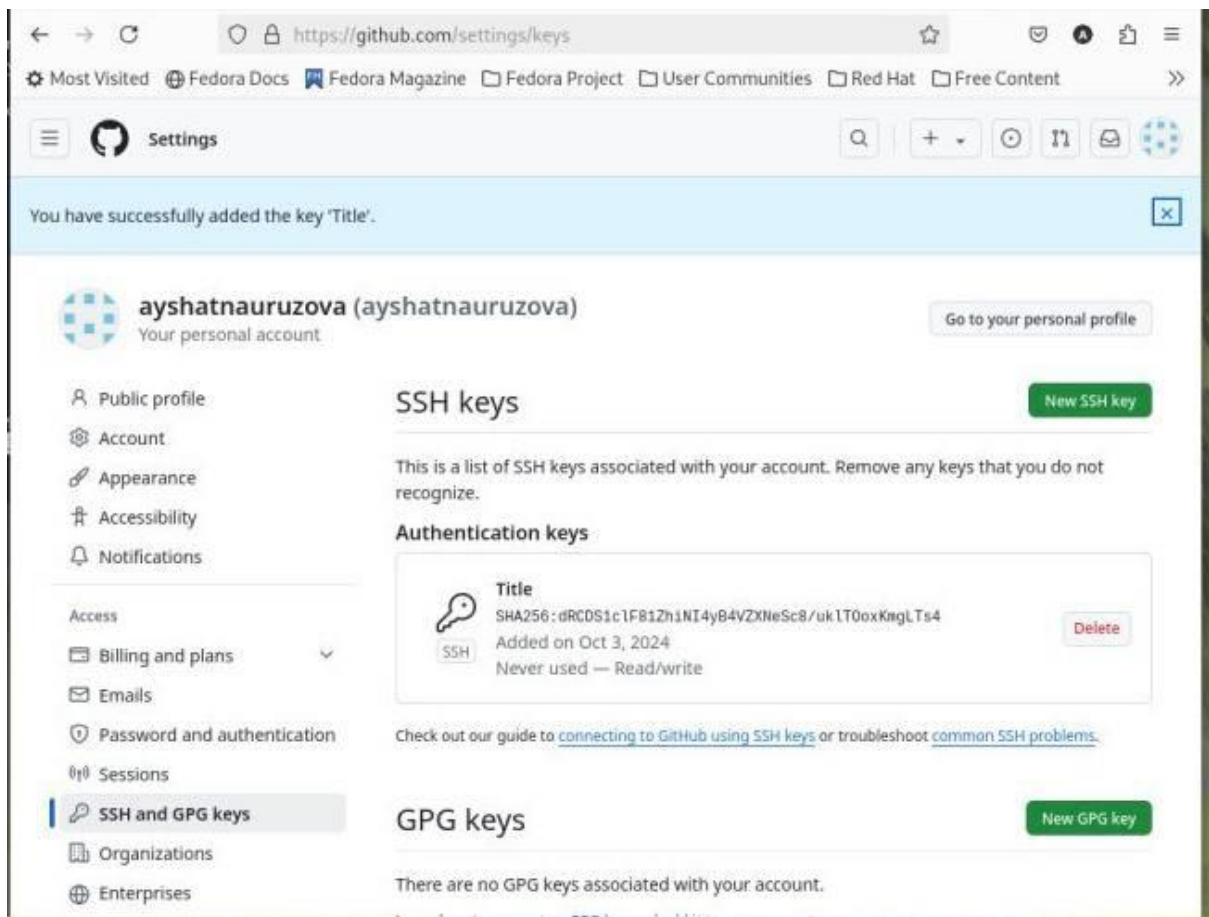 https://github.com/settings/keys
Most Visited Fedora Docs Fedora Magazine Fedora Project User Communities Red Hat Free Content
Settings
You have successfully added the key 'Title'.
ayshatnauruzova (ayshatnauruzova)
Your personal account
Go to your personal profile
Public profile
Account
Appearance
Accessibility
Notifications
Access
Billing and plans
Emails
Password and authentication
Sessions
SSH and GPG keys
Organizations
Enterprises
SSH keys
New SSH key
This is a list of SSH keys associated with your account. Remove any keys that you do not
recognize.
Authentication keys
Title
SHA256:dRCDS1clF81ZhiNI4yB4VZXNeSc8/uklTOoxKmgLTs4
SSH
Added on Oct 3, 2024
Never used — Read/write
Delete
Check out our guide to connecting to GitHub using SSH keys or troubleshoot common SSH problems.
GPG keys
New GPG key
There are no GPG keys associated with your account.